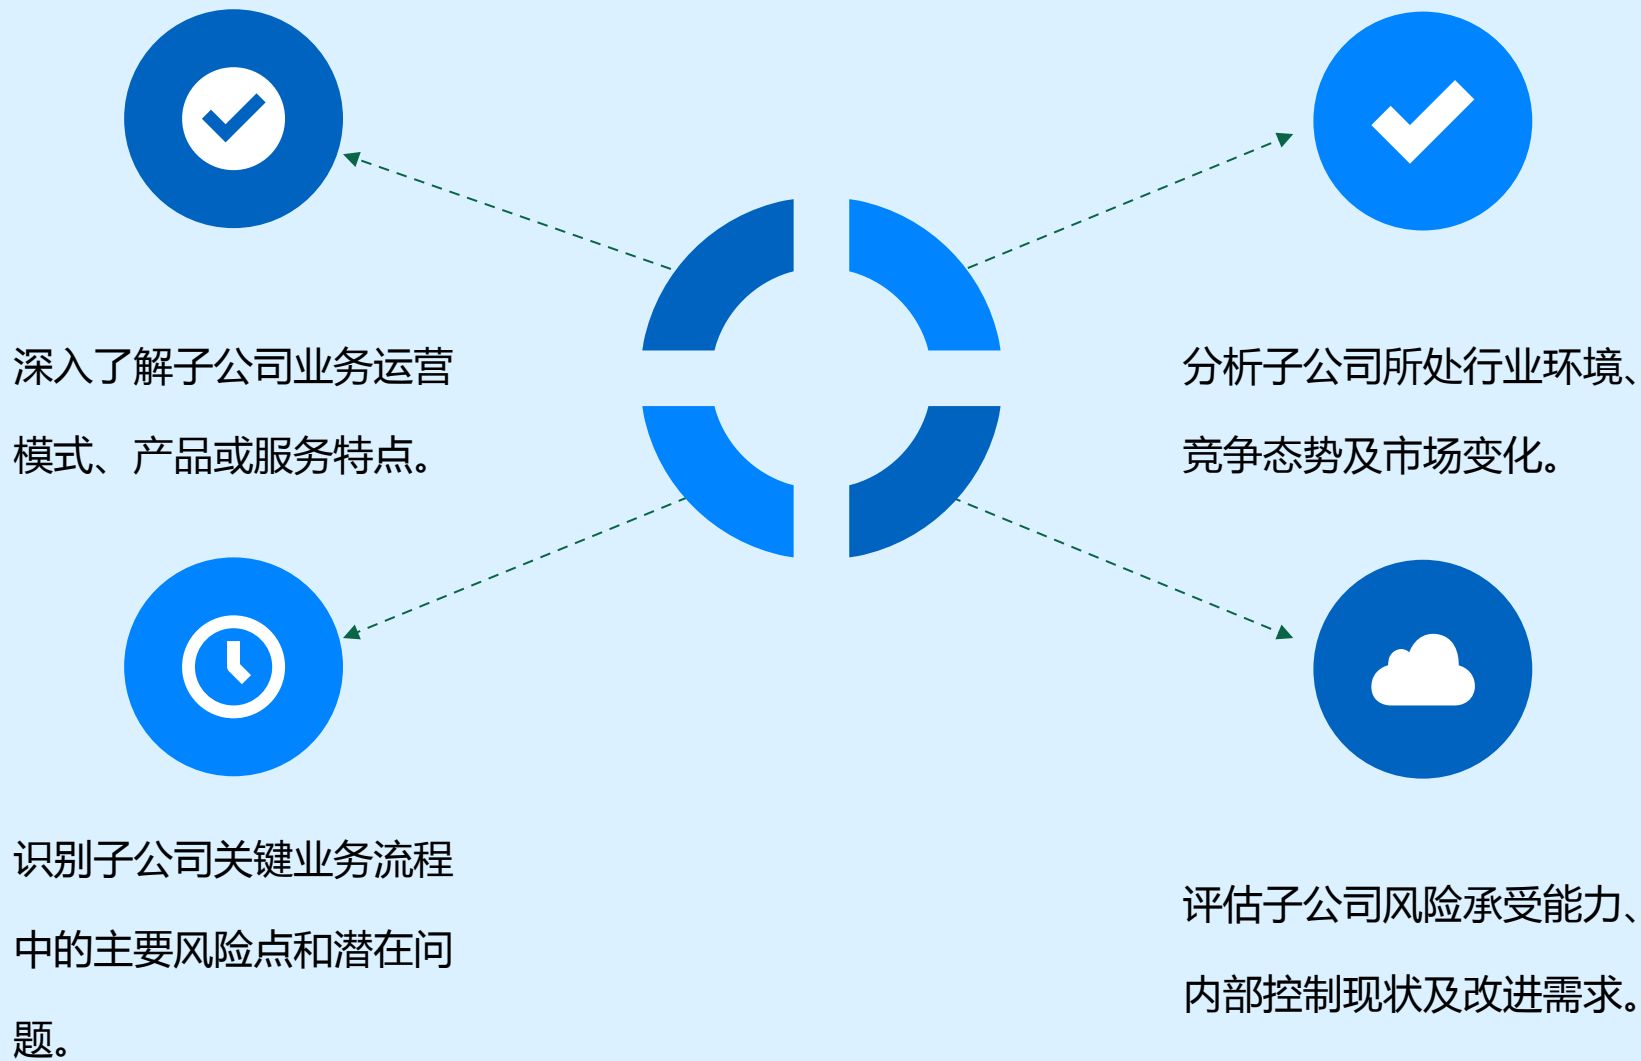 深入了解子公司业务运营
模式、产品或服务特点。
分析子公司所处行业环境、
竞争态势及市场变化。
识别子公司关键业务流程
中的主要风险点和潜在问
题。
评估子公司风险承受能力、
内部控制现状及改进需求。